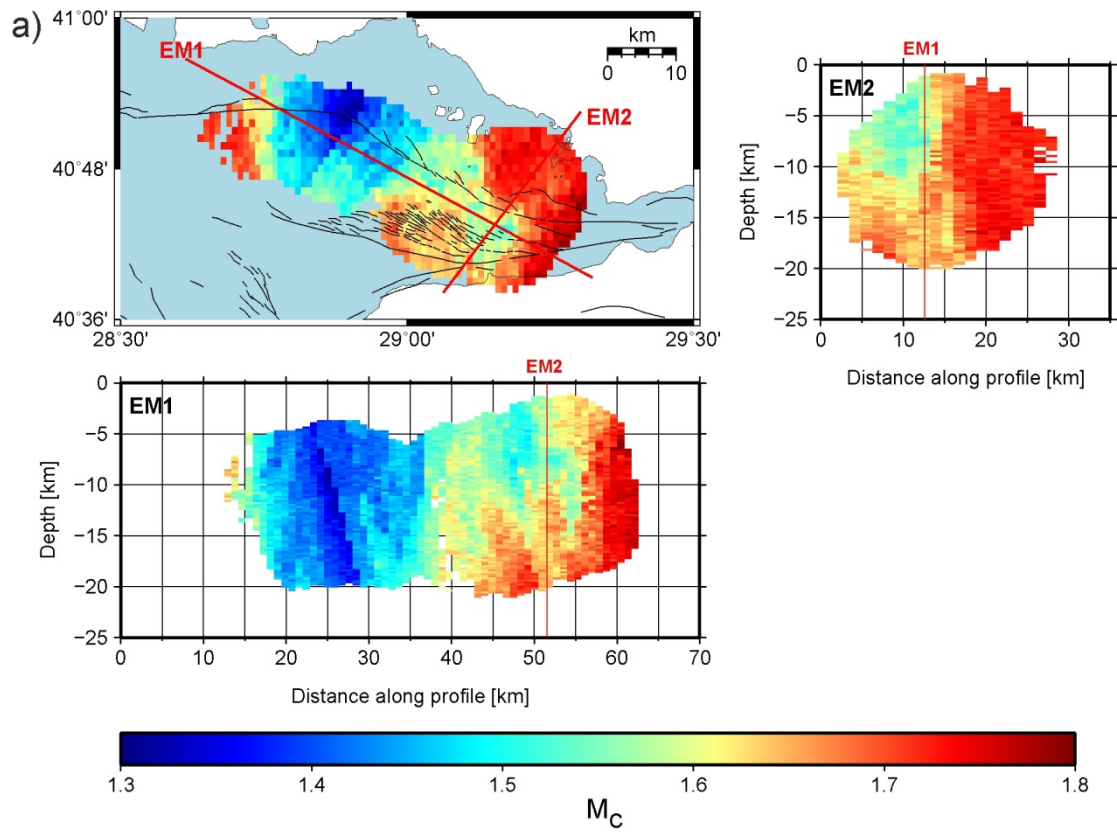 a)
41°00'
40°48'
40°36'
28°30'
29°00'
29°30'
EM1
EM2
km
0 10
EM1
EM2
0
−5
−10
−15
−20
−25
Depth [km]
0 10 20 30
Distance along profile [km]
EM2
EM1
0
−5
−10
−15
−20
−25
Depth [km]
0 10 20 30 40 50 60 70
Distance along profile [km]
1.3 1.4 1.5 1.6 1.7 1.8
MC